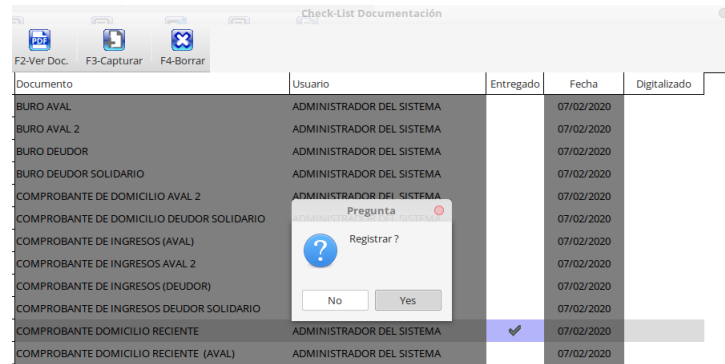 Check-List Documentación
PDF
F2-Ver Doc. F3-Capturar F4-Borrar
Documento Usuario Entregado Fecha Digitalizado
BURO AVAL ADMINISTRADOR DEL SISTEMA 07/02/2020
BURO AVAL 2 ADMINISTRADOR DEL SISTEMA 07/02/2020
BURO DEUDOR ADMINISTRADOR DEL SISTEMA 07/02/2020
BURO DEUDOR SOLIDARIO ADMINISTRADOR DEL SISTEMA 07/02/2020
COMPROBANTE DE DOMICILIO AVAL 2 ADMINISTRADOR DEL SISTEMA 07/02/2020
COMPROBANTE DE DOMICILIO DEUDOR SOLIDARIO ADMINISTRADOR DEL SISTEMA 07/02/2020
COMPROBANTE DE INGRESOS (AVAL) 07/02/2020
COMPROBANTE DE INGRESOS AVAL 2 07/02/2020
COMPROBANTE DE INGRESOS (DEUDOR) 07/02/2020
COMPROBANTE DE INGRESOS DEUDOR SOLIDARIO 07/02/2020
COMPROBANTE DOMICILIO RECIENTE ADMINISTRADOR DEL SISTEMA 07/02/2020
COMPROBANTE DOMICILIO RECIENTE (AVAL) ADMINISTRADOR DEL SISTEMA 07/02/2020
Pregunta
Registrar ?
No Yes